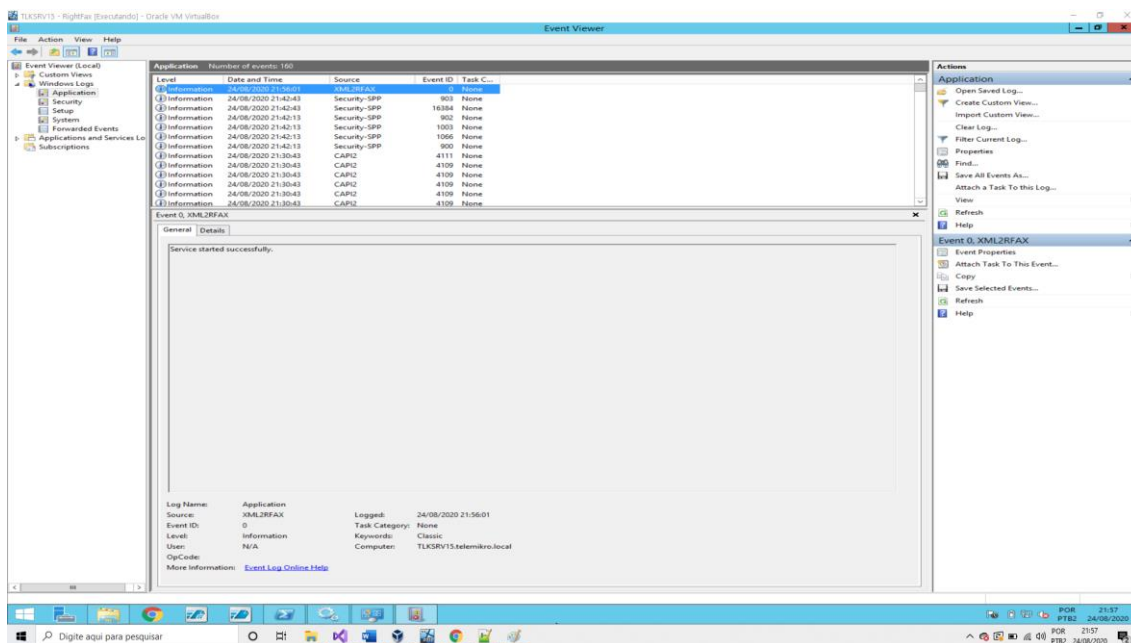 TLKSRV15 - RightFax [Executando] - Oracle VM VirtualBox
Event Viewer
File Action View Help
Event Viewer (Local)
Custom Views
Windows Logs
Application
Security
Setup
System
Forwarded Events
Applications and Services Lo
Subscriptions
Application Number of events: 160
Level Date and Time Source Event ID Task C...
Information 24/08/2020 21:56:01 XML2RFAX 0 None
Information 24/08/2020 21:42:43 Security-SPP 903 None
Information 24/08/2020 21:42:43 Security-SPP 16384 None
Information 24/08/2020 21:42:13 Security-SPP 902 None
Information 24/08/2020 21:42:13 Security-SPP 1003 None
Information 24/08/2020 21:42:13 Security-SPP 1066 None
Information 24/08/2020 21:42:13 Security-SPP 900 None
Information 24/08/2020 21:30:43 CAPI2 4111 None
Information 24/08/2020 21:30:43 CAPI2 4109 None
Information 24/08/2020 21:30:43 CAPI2 4109 None
Information 24/08/2020 21:30:43 CAPI2 4109 None
Information 24/08/2020 21:30:43 CAPI2 4109 None
Information 24/08/2020 21:30:43 CAPI2 4109 None
Event 0, XML2RFAX
General Details
Service started successfully.
Log Name: Application
Source: XML2RFAX Logged: 24/08/2020 21:56:01
Event ID: 0 Task Category: None
Level: Information Keywords: Classic
User: N/A Computer: TLKSRV15.telemikro.local
OpCode:
More Information: Event Log Online Help
Actions
Application
Open Saved Log...
Create Custom View...
Import Custom View...
Clear Log...
Filter Current Log...
Properties
Find...
Save All Events As...
Attach a Task To this Log...
View
Refresh
Help
Event 0, XML2RFAX
Event Properties
Attach Task To This Event...
Copy
Save Selected Events...
Refresh
Help
POR 21:57
PTB2 24/08/2020
Digite aqui para pesquisar
POR 21:57
PTB2 24/08/2020